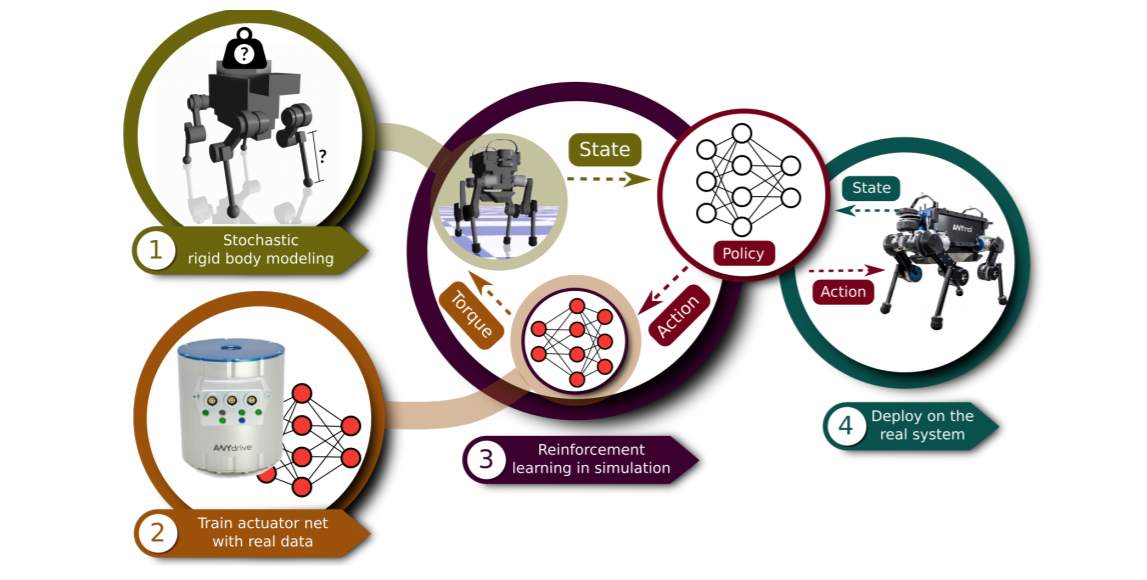 ?
?
1
Stochastic
rigid body modeling
ANYdrive
2
Train actuator net
with real data
State
Policy
Action
Torque
3
Reinforcement
learning in simulation
State
Action
ANYmal
4
Deploy on the
real system